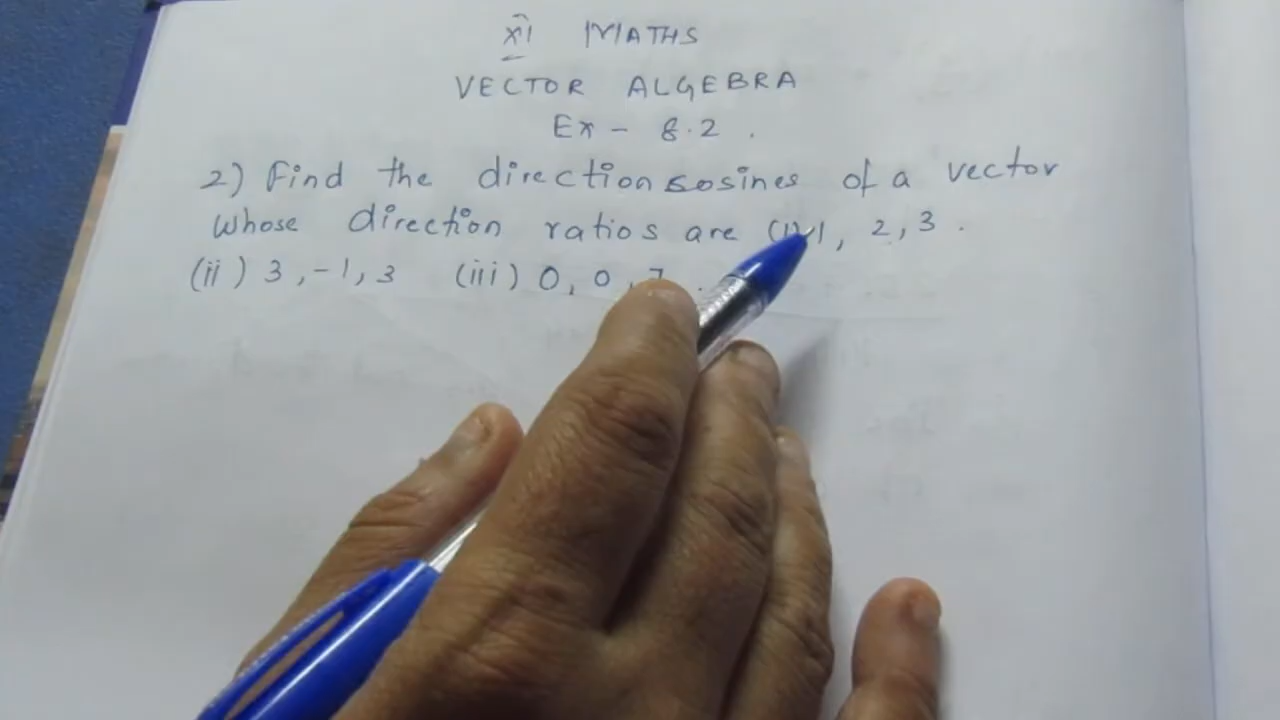 XI MATHS
VECTOR ALGEBRA
Ex - 8.2 .
2) Find the direction cosines of a vector
whose direction ratios are (i) 1, 2, 3 .
(ii) 3, -1, 3 (iii) 0, 0, 7 .